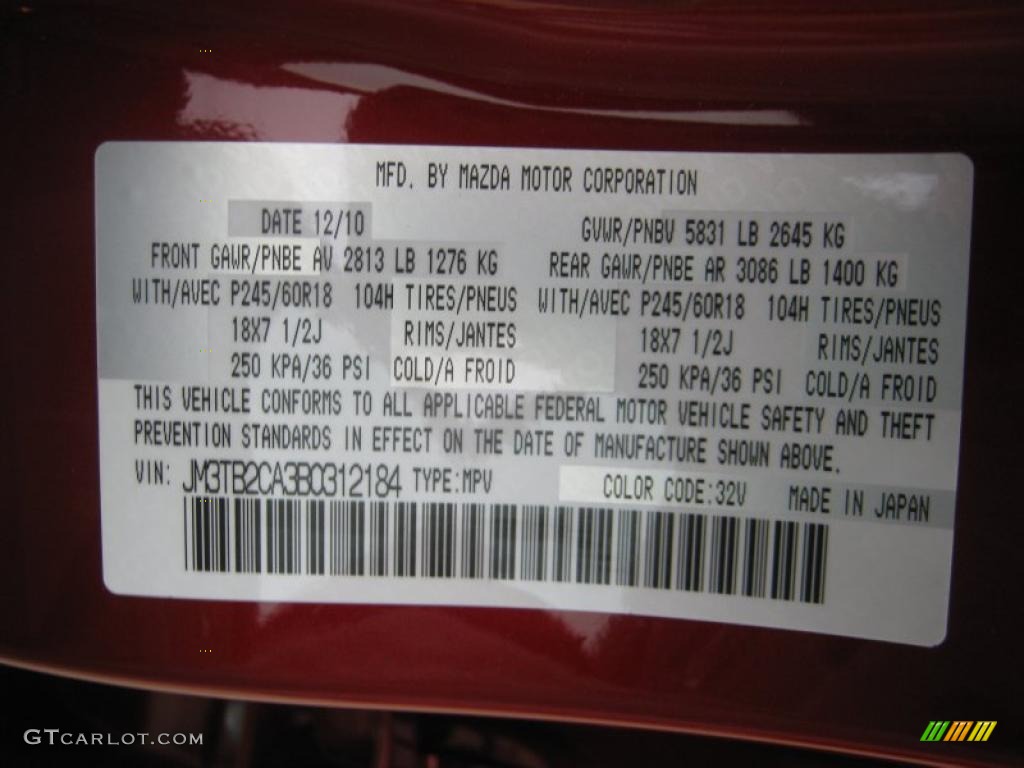 MFD. BY MAZDA MOTOR CORPORATION
DATE 12/10 GVWR/PNBV 5831 LB 2645 KG
FRONT GAWR/PNBE AV 2813 LB 1276 KG REAR GAWR/PNBE AR 3086 LB 1400 KG
WITH/AVEC P245/60R18 104H TIRES/PNEUS WITH/AVEC P245/60R18 104H TIRES/PNEUS
18X7 1/2J RIMS/JANTES 18X7 1/2J RIMS/JANTES
250 KPA/36 PSI COLD/A FROID 250 KPA/36 PSI COLD/A FROID
THIS VEHICLE CONFORMS TO ALL APPLICABLE FEDERAL MOTOR VEHICLE SAFETY AND THEFT
PREVENTION STANDARDS IN EFFECT ON THE DATE OF MANUFACTURE SHOWN ABOVE.
VIN: JM3TB2CA3B0312184 TYPE:MPV COLOR CODE:32V MADE IN JAPAN
GTCARLOT.COM